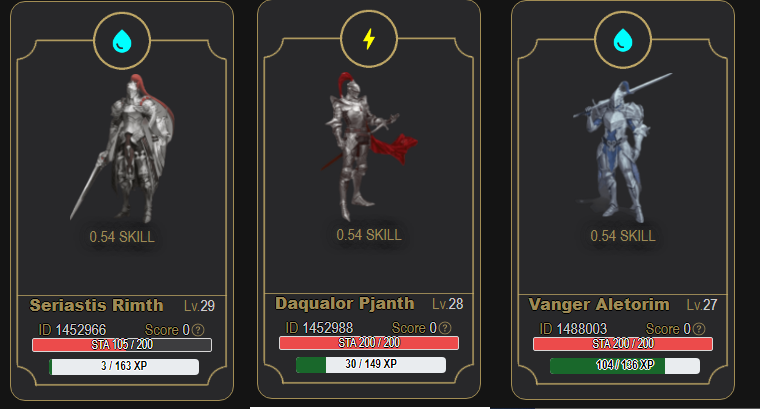 0.54 SKILL
Seriastis Rimth Lv.29
ID 1452966 Score 0 ?
STA 105 / 200
3 / 163 XP
0.54 SKILL
Daqualor Pjanth Lv.28
ID 1452988 Score 0 ?
STA 200 / 200
30 / 149 XP
0.54 SKILL
Vanger Aletorim Lv.27
ID 1488003 Score 0 ?
STA 200 / 200
104 / 136 XP